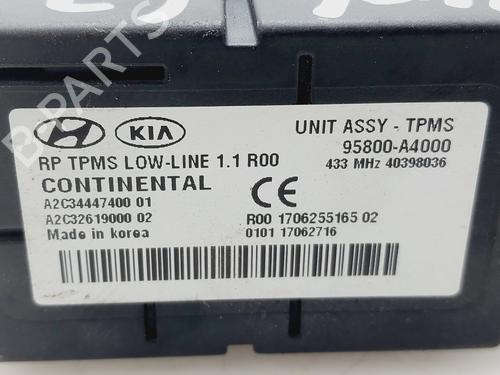 KIA
UNIT ASSY - TPMS
RP TPMS LOW-LINE 1.1 R00
95800-A4000
CONTINENTAL
433 MHz 40398036
A2C34447400 01
CE
A2C32619000 02
R00 1706255165 02
Made in korea
0101 17062716
B PARTS